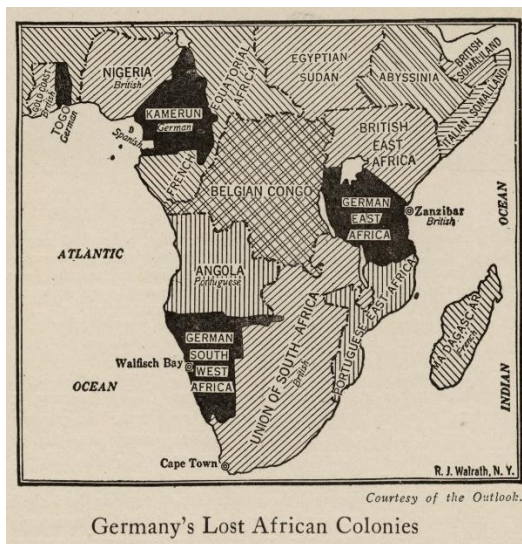 EGYPTIAN
SUDAN
BRITISH
SOMALILAND
ITALIAN SOMALILAND
ABYSSINIA
NIGERIA
British
EQUATORIAL
AFRICA
GOLD COAST
British
TOGO
German
KAMERUN
German
Spanish
FRENCH
BRITISH
EAST
AFRICA
BELGIAN CONGO
GERMAN
EAST
AFRICA
Zanzibar
British
OCEAN
ATLANTIC
ANGOLA
Portuguese
PORTUGUESE EAST AFRICA
MADAGASCAR
French
GERMAN
SOUTH
WEST
AFRICA
Walfisch Bay
UNION OF SOUTH AFRICA
British
OCEAN
INDIAN
Cape Town
R. J. Walrath, N. Y.
Courtesy of the Outlook.
Germany's Lost African Colonies